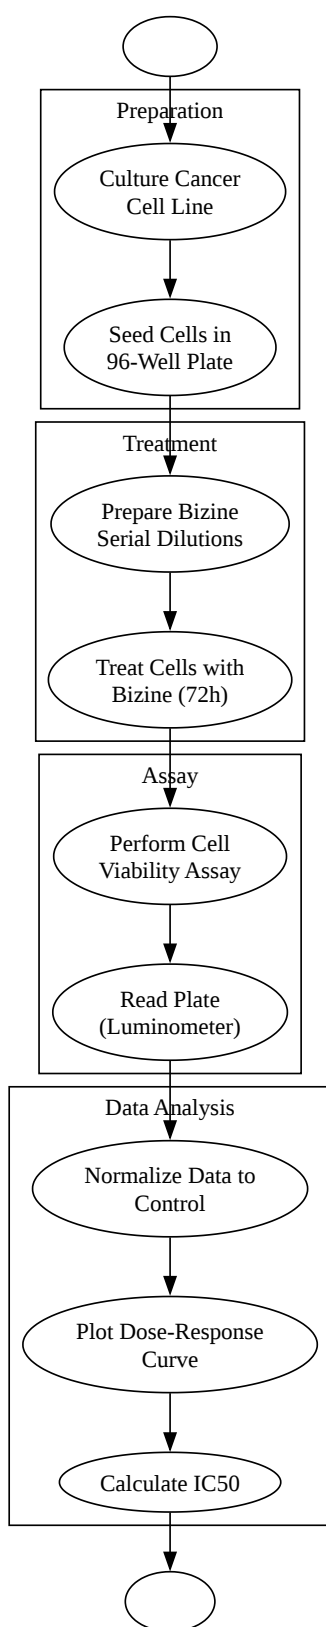 Preparation
Culture Cancer
Cell Line
Seed Cells in
96-Well Plate
Treatment
Prepare Bizine
Serial Dilutions
Treat Cells with
Bizine (72h)
Assay
Perform Cell
Viability Assay
Read Plate
(Luminometer)
Data Analysis
Normalize Data to
Control
Plot Dose-Response
Curve
Calculate IC50